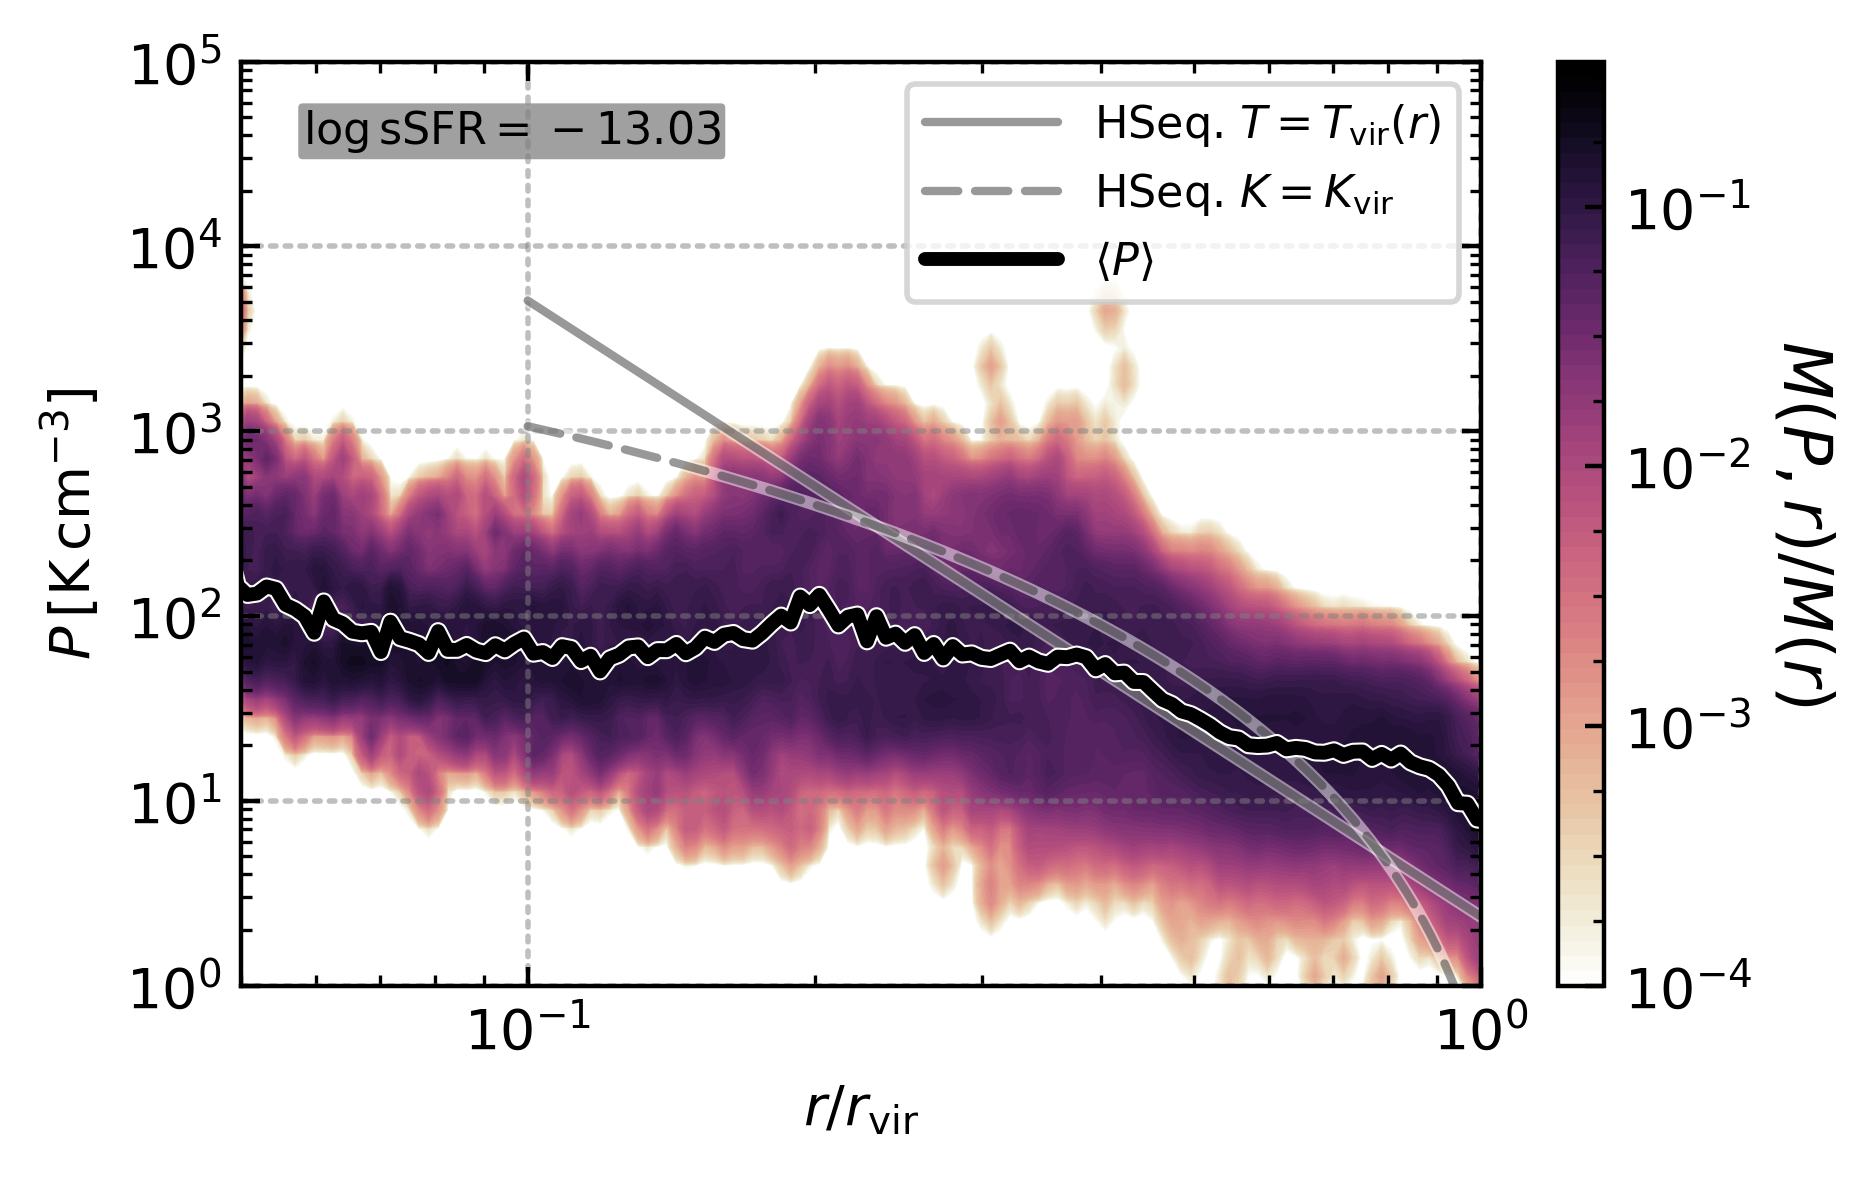 log sSFR = − 13.03
HSeq. T = T_vir(r)
HSeq. K = K_vir
⟨P⟩
10^5
10^4
10^3
10^2
10^1
10^0
P [K cm^−3]
10^−1
10^0
r/r_vir
10^−1
10^−2
10^−3
10^−4
M(P, r)/M(r)